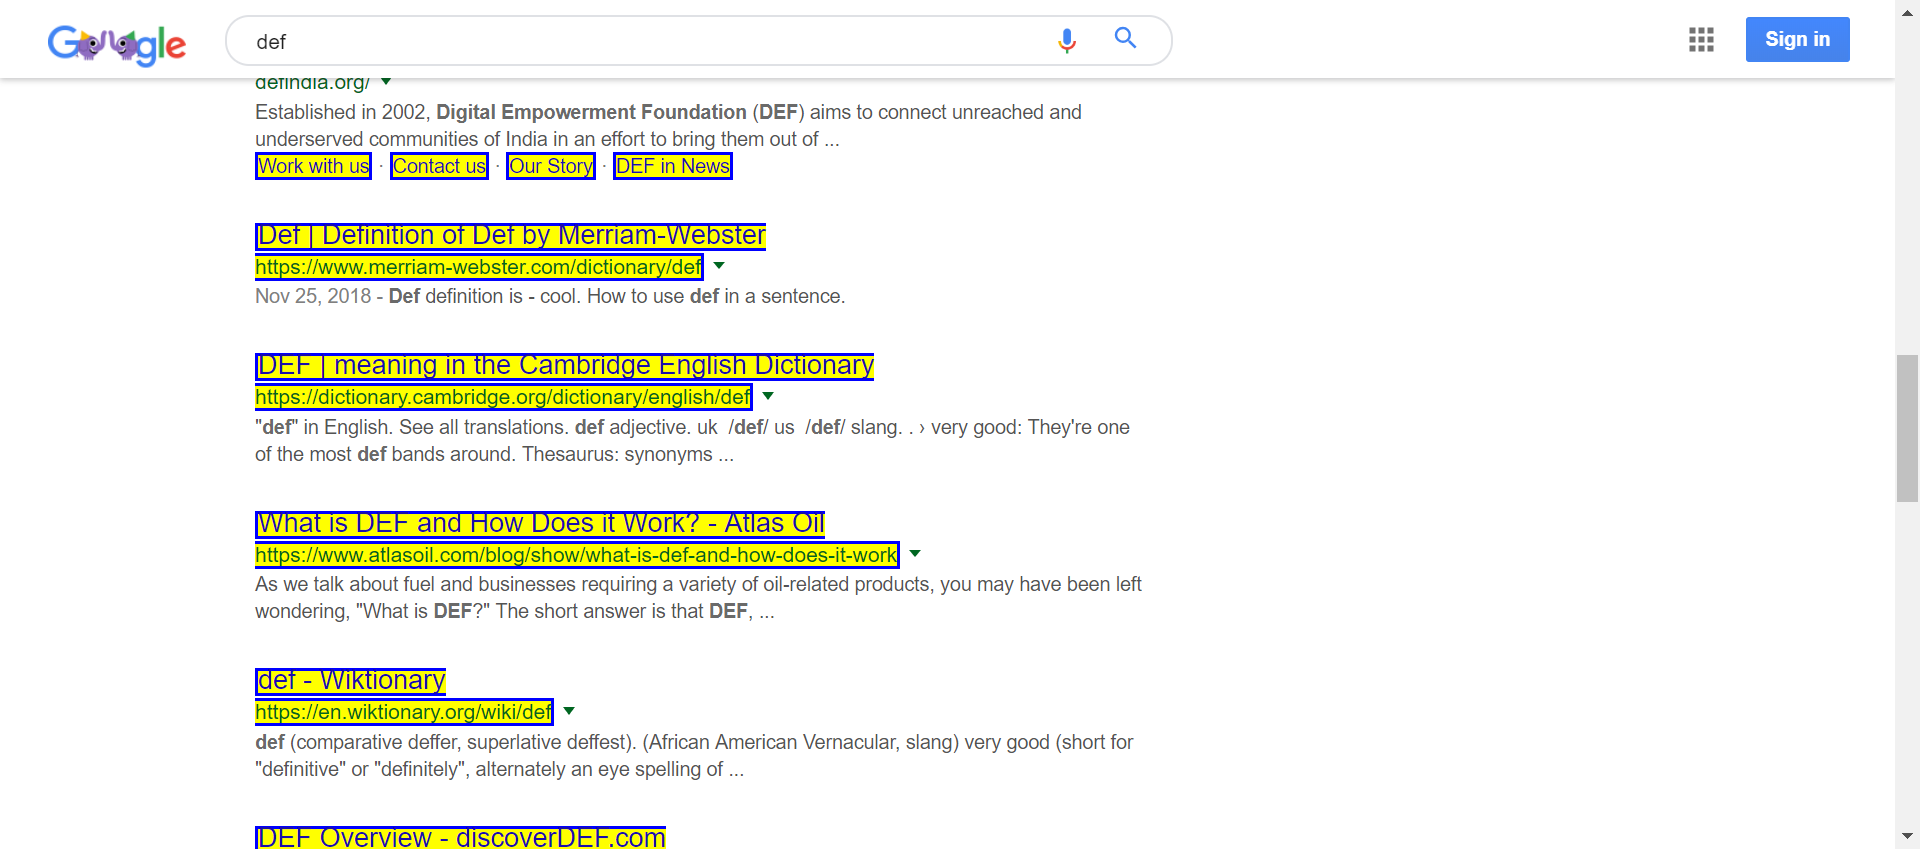 Google
def
Sign in
defindia.org/
Established in 2002, Digital Empowerment Foundation (DEF) aims to connect unreached and
underserved communities of India in an effort to bring them out of ...
Work with us · Contact us · Our Story · DEF in News
Def | Definition of Def by Merriam-Webster
https://www.merriam-webster.com/dictionary/def
Nov 25, 2018 - Def definition is - cool. How to use def in a sentence.
DEF | meaning in the Cambridge English Dictionary
https://dictionary.cambridge.org/dictionary/english/def
"def" in English. See all translations. def adjective. uk /def/ us /def/ slang. . › very good: They're one
of the most def bands around. Thesaurus: synonyms ...
What is DEF and How Does it Work? - Atlas Oil
https://www.atlasoil.com/blog/show/what-is-def-and-how-does-it-work
As we talk about fuel and businesses requiring a variety of oil-related products, you may have been left
wondering, "What is DEF?" The short answer is that DEF, ...
def - Wiktionary
https://en.wiktionary.org/wiki/def
def (comparative deffer, superlative deffest). (African American Vernacular, slang) very good (short for
"definitive" or "definitely", alternately an eye spelling of ...
DEF Overview - discoverDEF.com